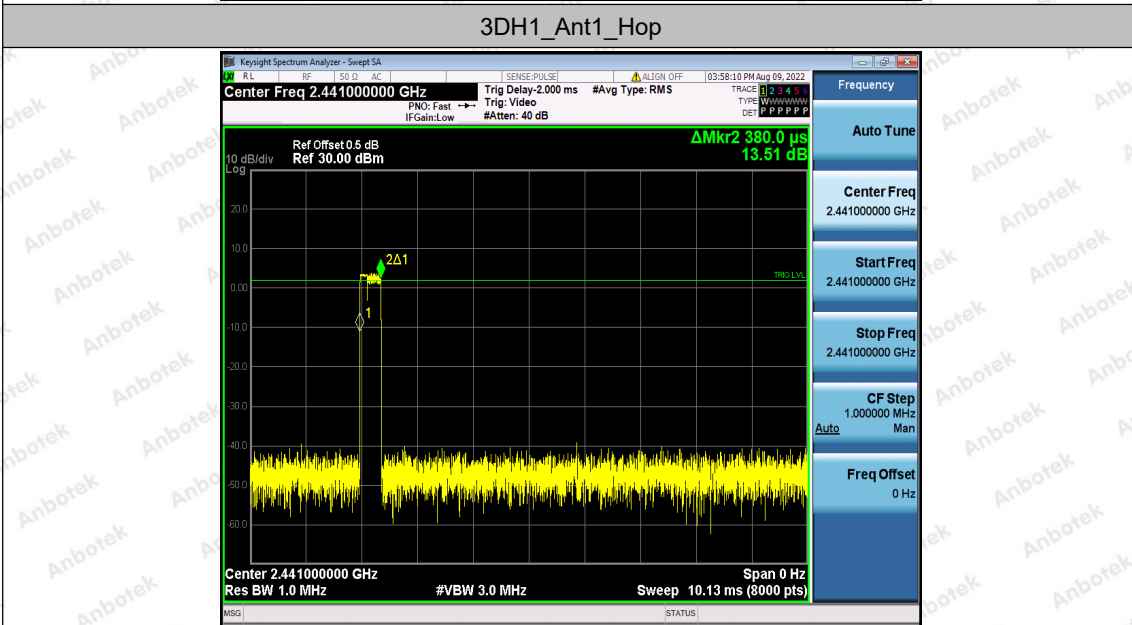 3DH1_Ant1_Hop
Keysight Spectrum Analyzer - Swept SA
LXI RL RF 50 Ω AC SENSE:PULSE ALIGN OFF 03:58:10 PM Aug 09, 2022
Center Freq 2.441000000 GHz
PNO: Fast
IFGain:Low
Trig Delay-2.000 ms
Trig: Video
#Atten: 40 dB
#Avg Type: RMS
TRACE 1 2 3 4 5 6
TYPE WWWWWW
DET P P P P P P
Ref Offset 0.5 dB
10 dB/div Ref 30.00 dBm
Log
ΔMkr2 380.0 µs
13.51 dB
20.0
10.0
0.00
-10.0
-20.0
-30.0
-40.0
-50.0
-60.0
2Δ1
1
TRIG LVL
Center 2.441000000 GHz Span 0 Hz
Res BW 1.0 MHz #VBW 3.0 MHz Sweep 10.13 ms (8000 pts)
MSG STATUS
Frequency
Auto Tune
Center Freq
2.441000000 GHz
Start Freq
2.441000000 GHz
Stop Freq
2.441000000 GHz
CF Step
1.000000 MHz
Auto Man
Freq Offset
0 Hz
Anbotek